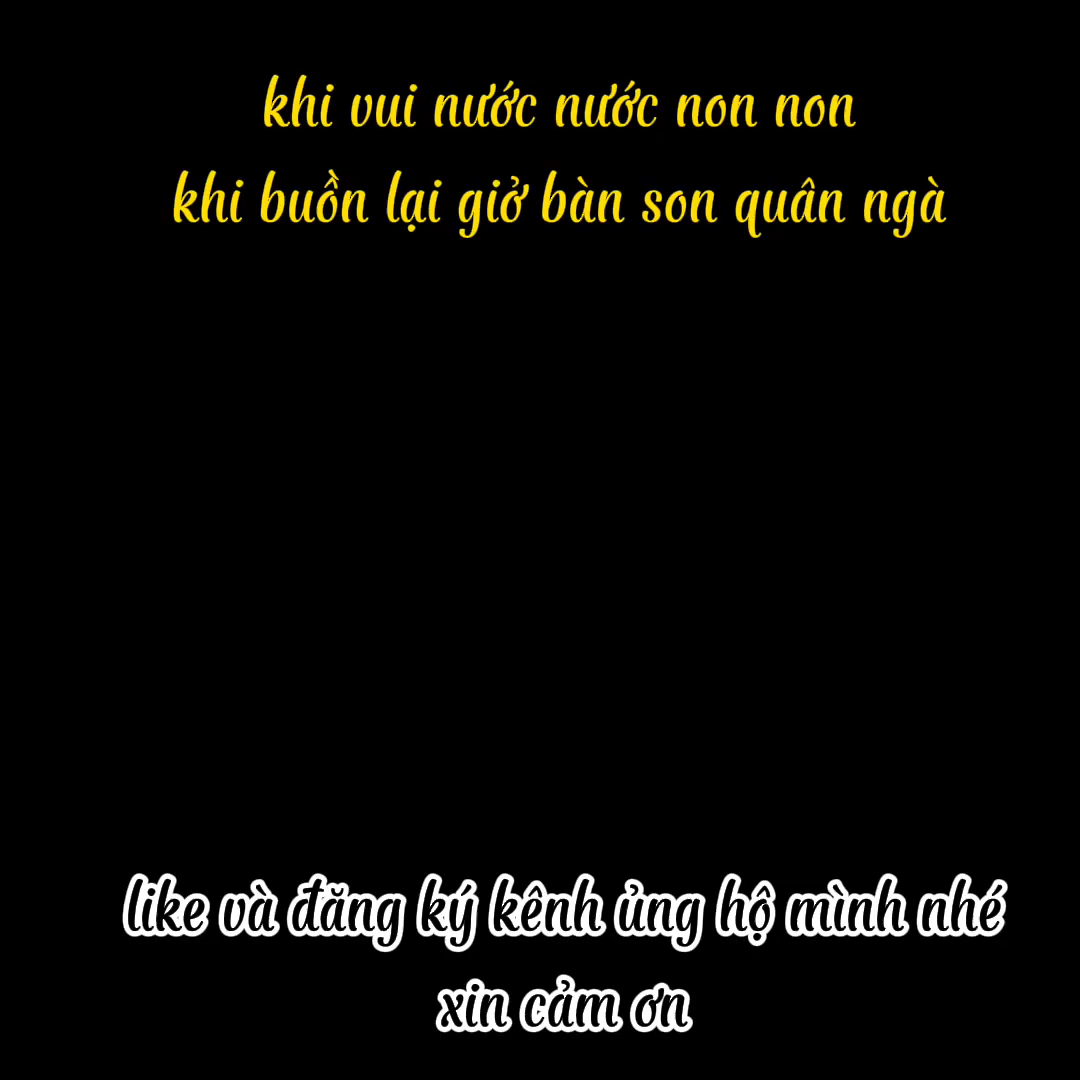 khi vui nước nước non non
khi buồn lại giở bàn son quân ngà
like và đăng ký kênh ủng hộ mình nhé
xin cảm ơn